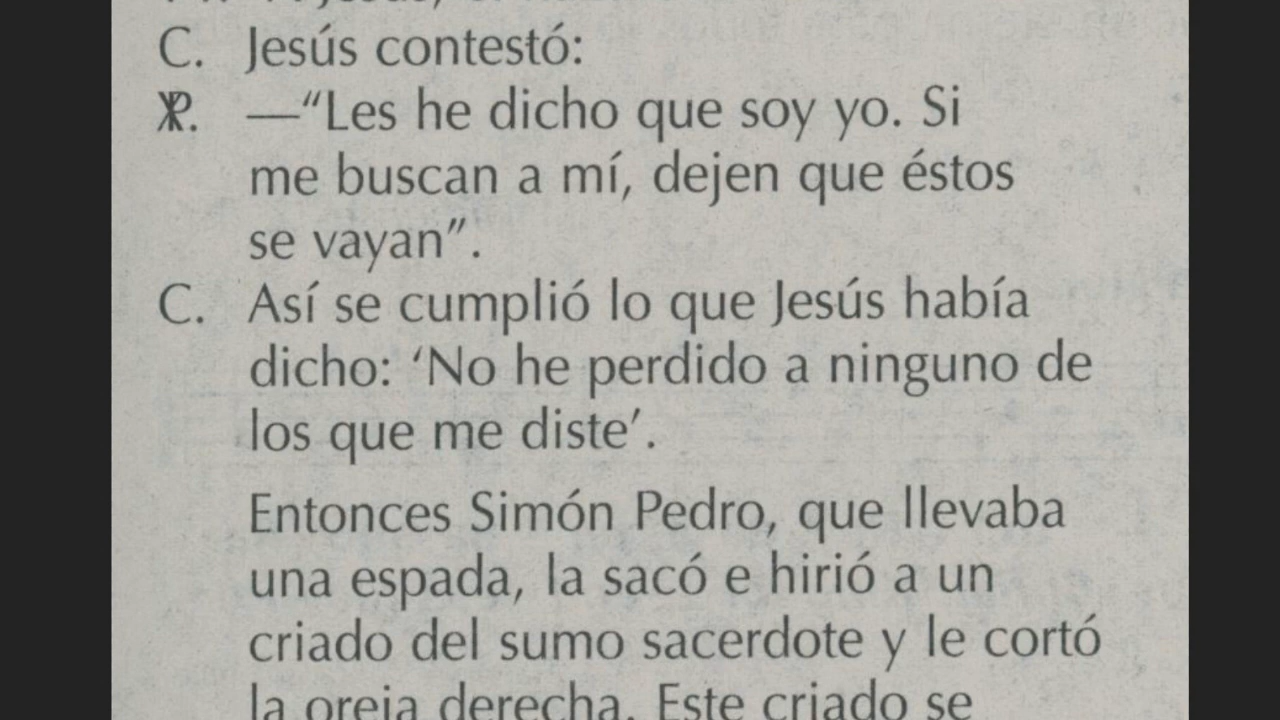 C. Jesús contestó:
☧. —“Les he dicho que soy yo. Si
me buscan a mí, dejen que éstos
se vayan”.
C. Así se cumplió lo que Jesús había
dicho: ‘No he perdido a ninguno de
los que me diste’.
Entonces Simón Pedro, que llevaba
una espada, la sacó e hirió a un
criado del sumo sacerdote y le cortó
la oreja derecha. Este criado se